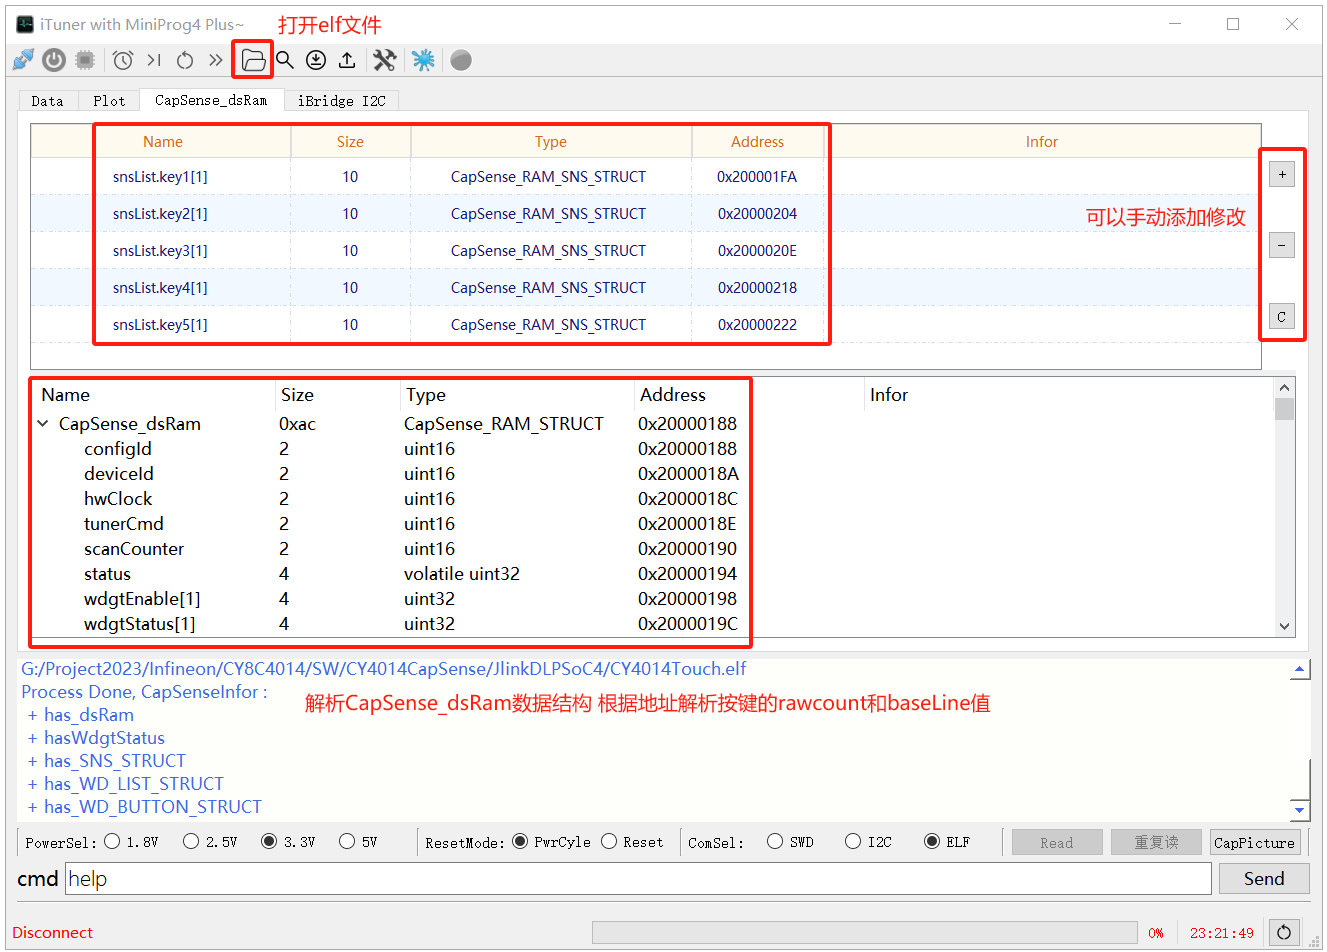 iTuner with MiniProg4 Plus~
打开elf文件
Data Plot CapSense_dsRam iBridge I2C
Name Size Type Address Infor
snsList.key1[1] 10 CapSense_RAM_SNS_STRUCT 0x200001FA
+
snsList.key2[1] 10 CapSense_RAM_SNS_STRUCT 0x20000204
可以手动添加修改
snsList.key3[1] 10 CapSense_RAM_SNS_STRUCT 0x2000020E
−
snsList.key4[1] 10 CapSense_RAM_SNS_STRUCT 0x20000218
snsList.key5[1] 10 CapSense_RAM_SNS_STRUCT 0x20000222
C
Name Size Type Address Infor
CapSense_dsRam 0xac CapSense_RAM_STRUCT 0x20000188
configId 2 uint16 0x20000188
deviceId 2 uint16 0x2000018A
hwClock 2 uint16 0x2000018C
tunerCmd 2 uint16 0x2000018E
scanCounter 2 uint16 0x20000190
status 4 volatile uint32 0x20000194
wdgtEnable[1] 4 uint32 0x20000198
wdgtStatus[1] 4 uint32 0x2000019C
G:/Project2023/Infineon/CY8C4014/SW/CY4014CapSense/JlinkDLPSoC4/CY4014Touch.elf
Process Done, CapSenseInfor :
解析CapSense_dsRam数据结构 根据地址解析按键的rawcount和baseLine值
+ has_dsRam
+ hasWdgtStatus
+ has_SNS_STRUCT
+ has_WD_LIST_STRUCT
+ has_WD_BUTTON_STRUCT
PowerSel: 1.8V 2.5V 3.3V 5V ResetMode: PwrCyle Reset ComSel: SWD I2C ELF Read 重复读 CapPicture
cmd help Send
Disconnect 0% 23:21:49